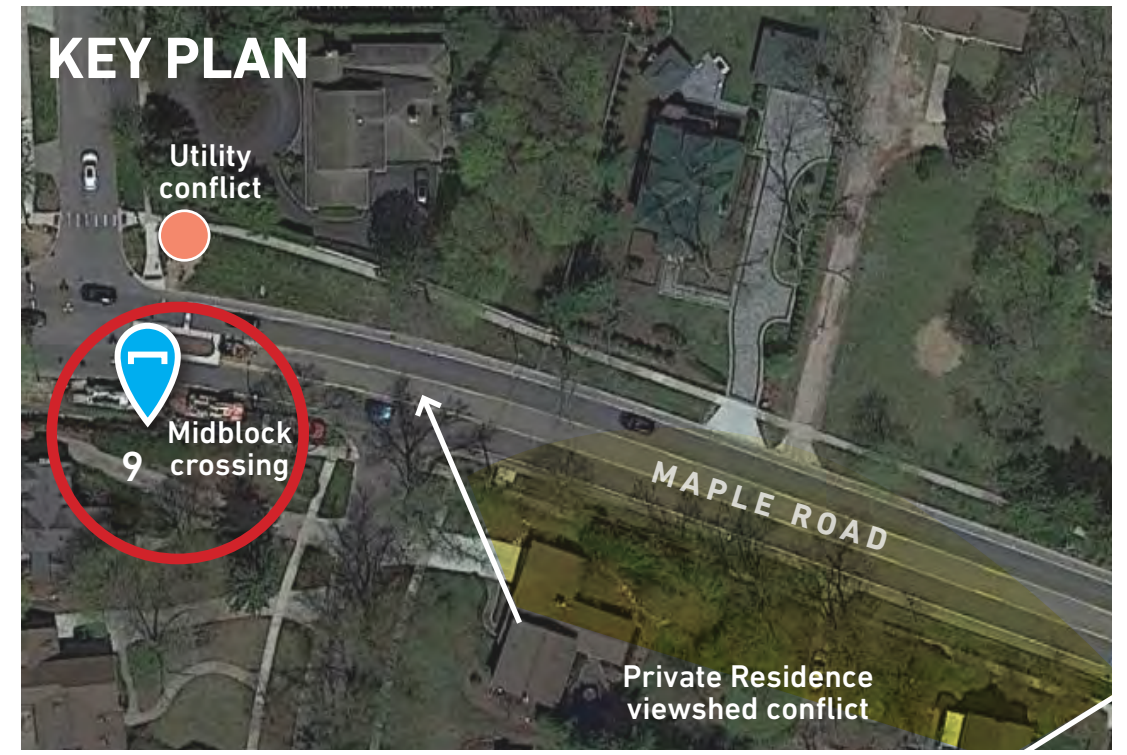 KEY PLAN
Utility
conflict
Midblock
9 crossing
MAPLE ROAD
Private Residence
viewshed conflict